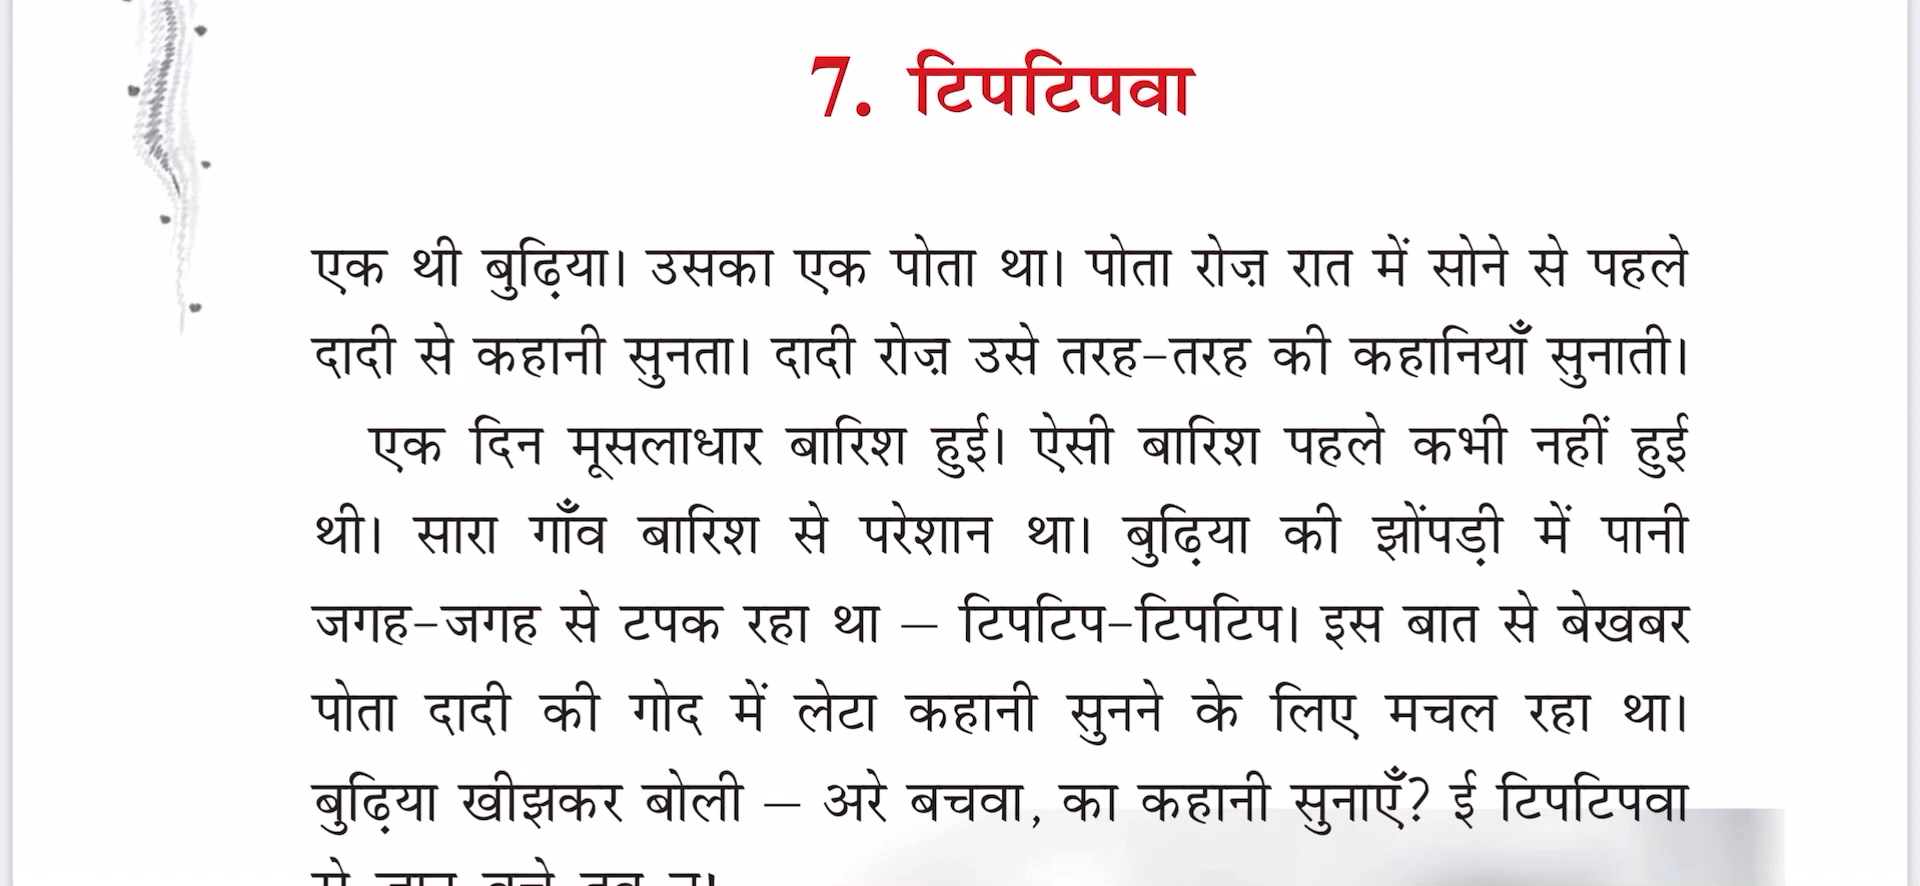 7. टिपटिपवा
एक थी बुढ़िया। उसका एक पोता था। पोता रोज़ रात में सोने से पहले
दादी से कहानी सुनता। दादी रोज़ उसे तरह-तरह की कहानियाँ सुनाती।
एक दिन मूसलाधार बारिश हुई। ऐसी बारिश पहले कभी नहीं हुई
थी। सारा गाँव बारिश से परेशान था। बुढ़िया की झोंपड़ी में पानी
जगह-जगह से टपक रहा था – टिपटिप-टिपटिप। इस बात से बेखबर
पोता दादी की गोद में लेटा कहानी सुनने के लिए मचल रहा था।
बुढ़िया खीझकर बोली – अरे बचवा, का कहानी सुनाएँ? ई टिपटिपवा